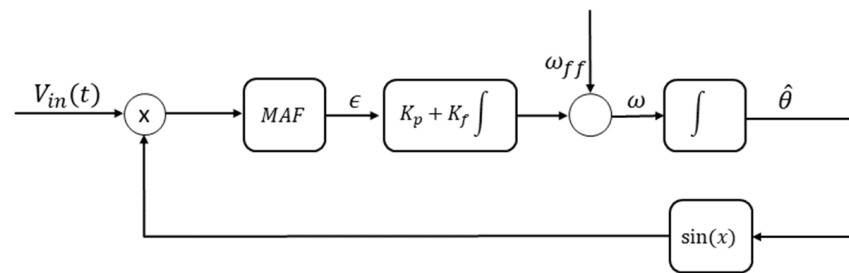 V_in(t)
x
MAF
ϵ
K_p + K_f ∫
ω_ff
ω
∫
θ̂
sin(x)